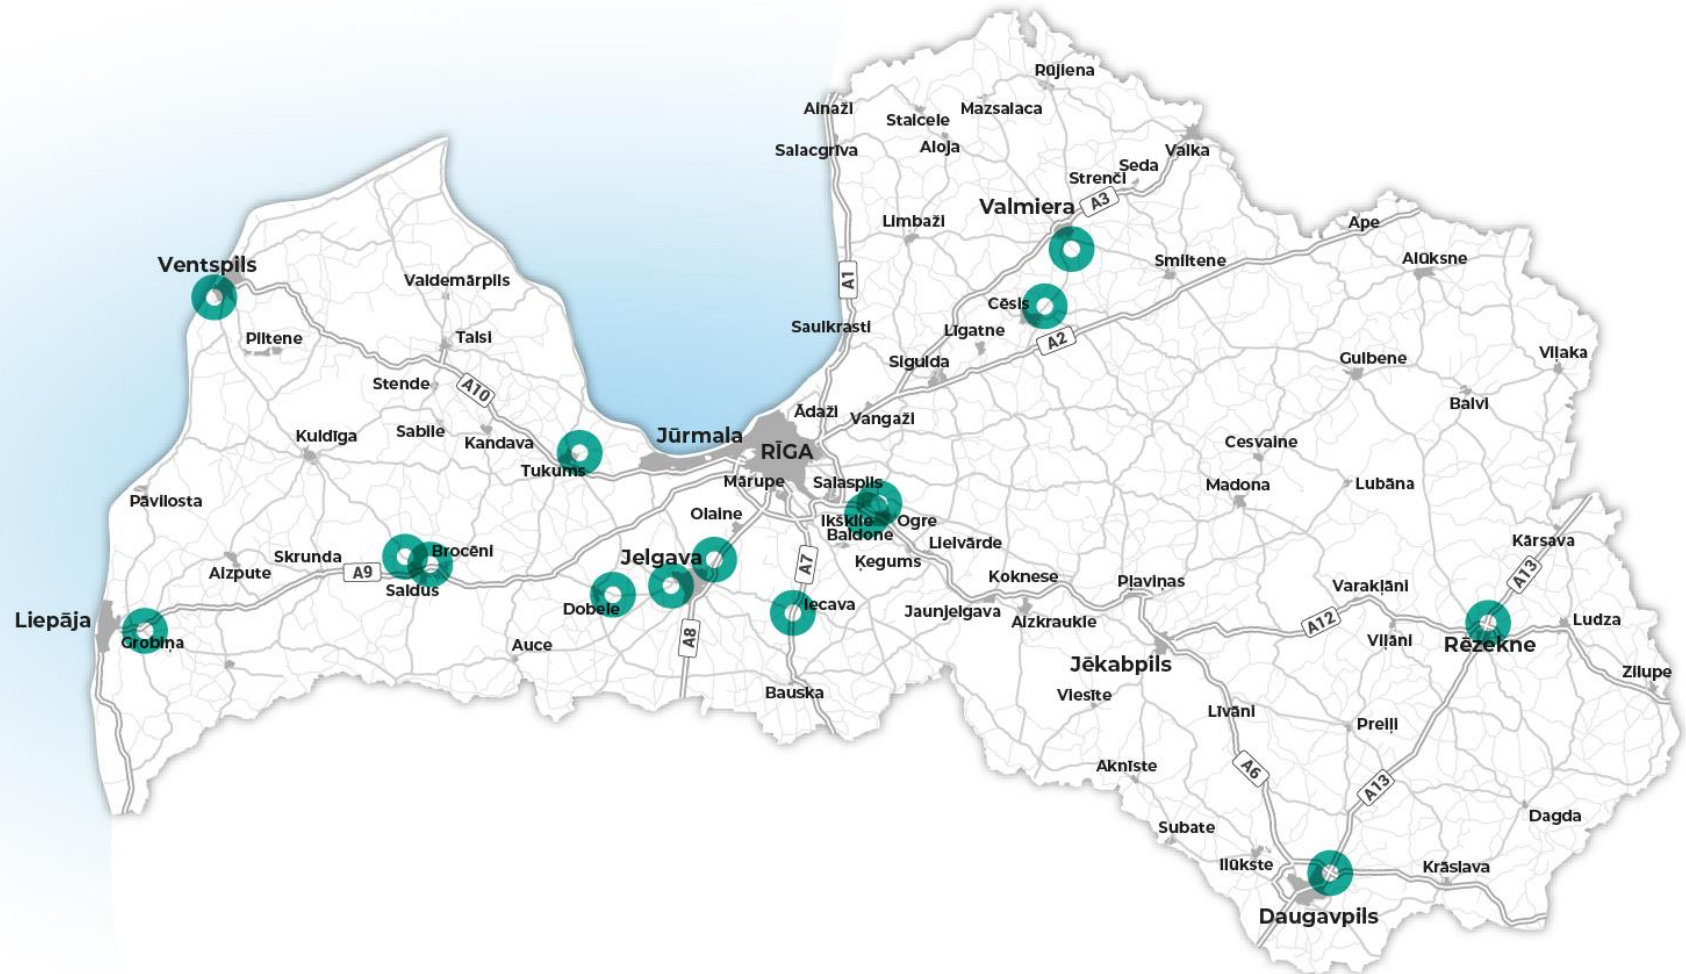 Rūjiena
Ainaži
Mazsalaca
Staicele
Aloja
Salacgrīva
Valka
Seda
Strenči
A3
Valmiera
Limbaži
Ape
Alūksne
Smiltene
Ventspils
Valdemārpils
A1
Cēsis
Piltene
Talsi
Saulkrasti
Līgatne
A2
Sigulda
Gulbene
Viļaka
Stende
A10
Balvi
Ādaži
Vangaži
Sabile
Kandava
Kuldīga
Jūrmala
RĪGA
Cesvaine
Tukums
Mārupe
Salaspils
Madona
Lubāna
Pāvilosta
Olaine
Ikšķile
Ogre
Baldone
Lielvārde
Kārsava
Skrunda
Brocēni
Jelgava
A7
Ķegums
Aizpute
A9
Saldus
Koknese
Pļaviņas
Varakļāni
A13
Dobele
Iecava
Jaunjelgava
Aizkraukle
A12
Ludza
Liepāja
Grobiņa
Auce
A8
Viļāni
Rēzekne
Jēkabpils
Zilupe
Bauska
Viesīte
Līvāni
Preiļi
Aknīste
A6
A13
Dagda
Subate
Ilūkste
Krāslava
Daugavpils